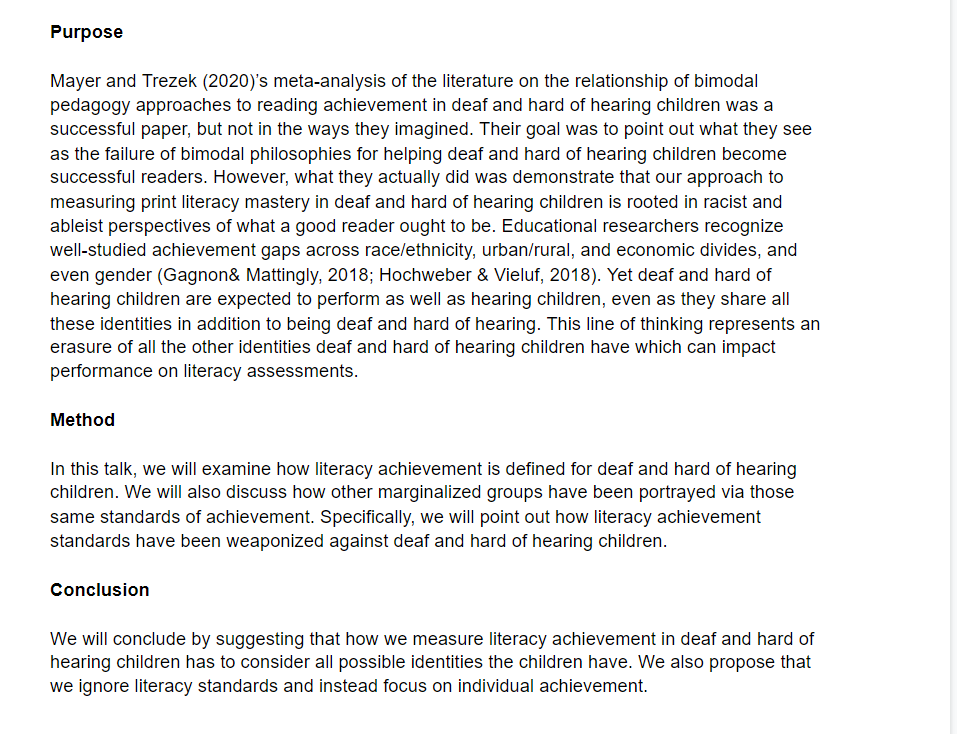 Purpose
Mayer and Trezek (2020)'s meta-analysis of the literature on the relationship of bimodal
pedagogy approaches to reading achievement in deaf and hard of hearing children was a
successful paper, but not in the ways they imagined. Their goal was to point out what they see
as the failure of bimodal philosophies for helping deaf and hard of hearing children become
successful readers. However, what they actually did was demonstrate that our approach to
measuring print literacy mastery in deaf and hard of hearing children is rooted in racist and
ableist perspectives of what a good reader ought to be. Educational researchers recognize
well-studied achievement gaps across race/ethnicity, urban/rural, and economic divides, and
even gender (Gagnon& Mattingly, 2018; Hochweber & Vieluf, 2018). Yet deaf and hard of
hearing children are expected to perform as well as hearing children, even as they share all
these identities in addition to being deaf and hard of hearing. This line of thinking represents an
erasure of all the other identities deaf and hard of hearing children have which can impact
performance on literacy assessments.
Method
In this talk, we will examine how literacy achievement is defined for deaf and hard of hearing
children. We will also discuss how other marginalized groups have been portrayed via those
same standards of achievement. Specifically, we will point out how literacy achievement
standards have been weaponized against deaf and hard of hearing children.
Conclusion
We will conclude by suggesting that how we measure literacy achievement in deaf and hard of
hearing children has to consider all possible identities the children have. We also propose that
we ignore literacy standards and instead focus on individual achievement.